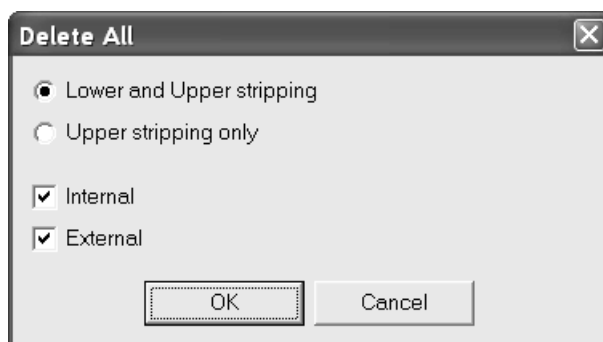 Delete All
Lower and Upper stripping
Upper stripping only
Internal
External
OK
Cancel